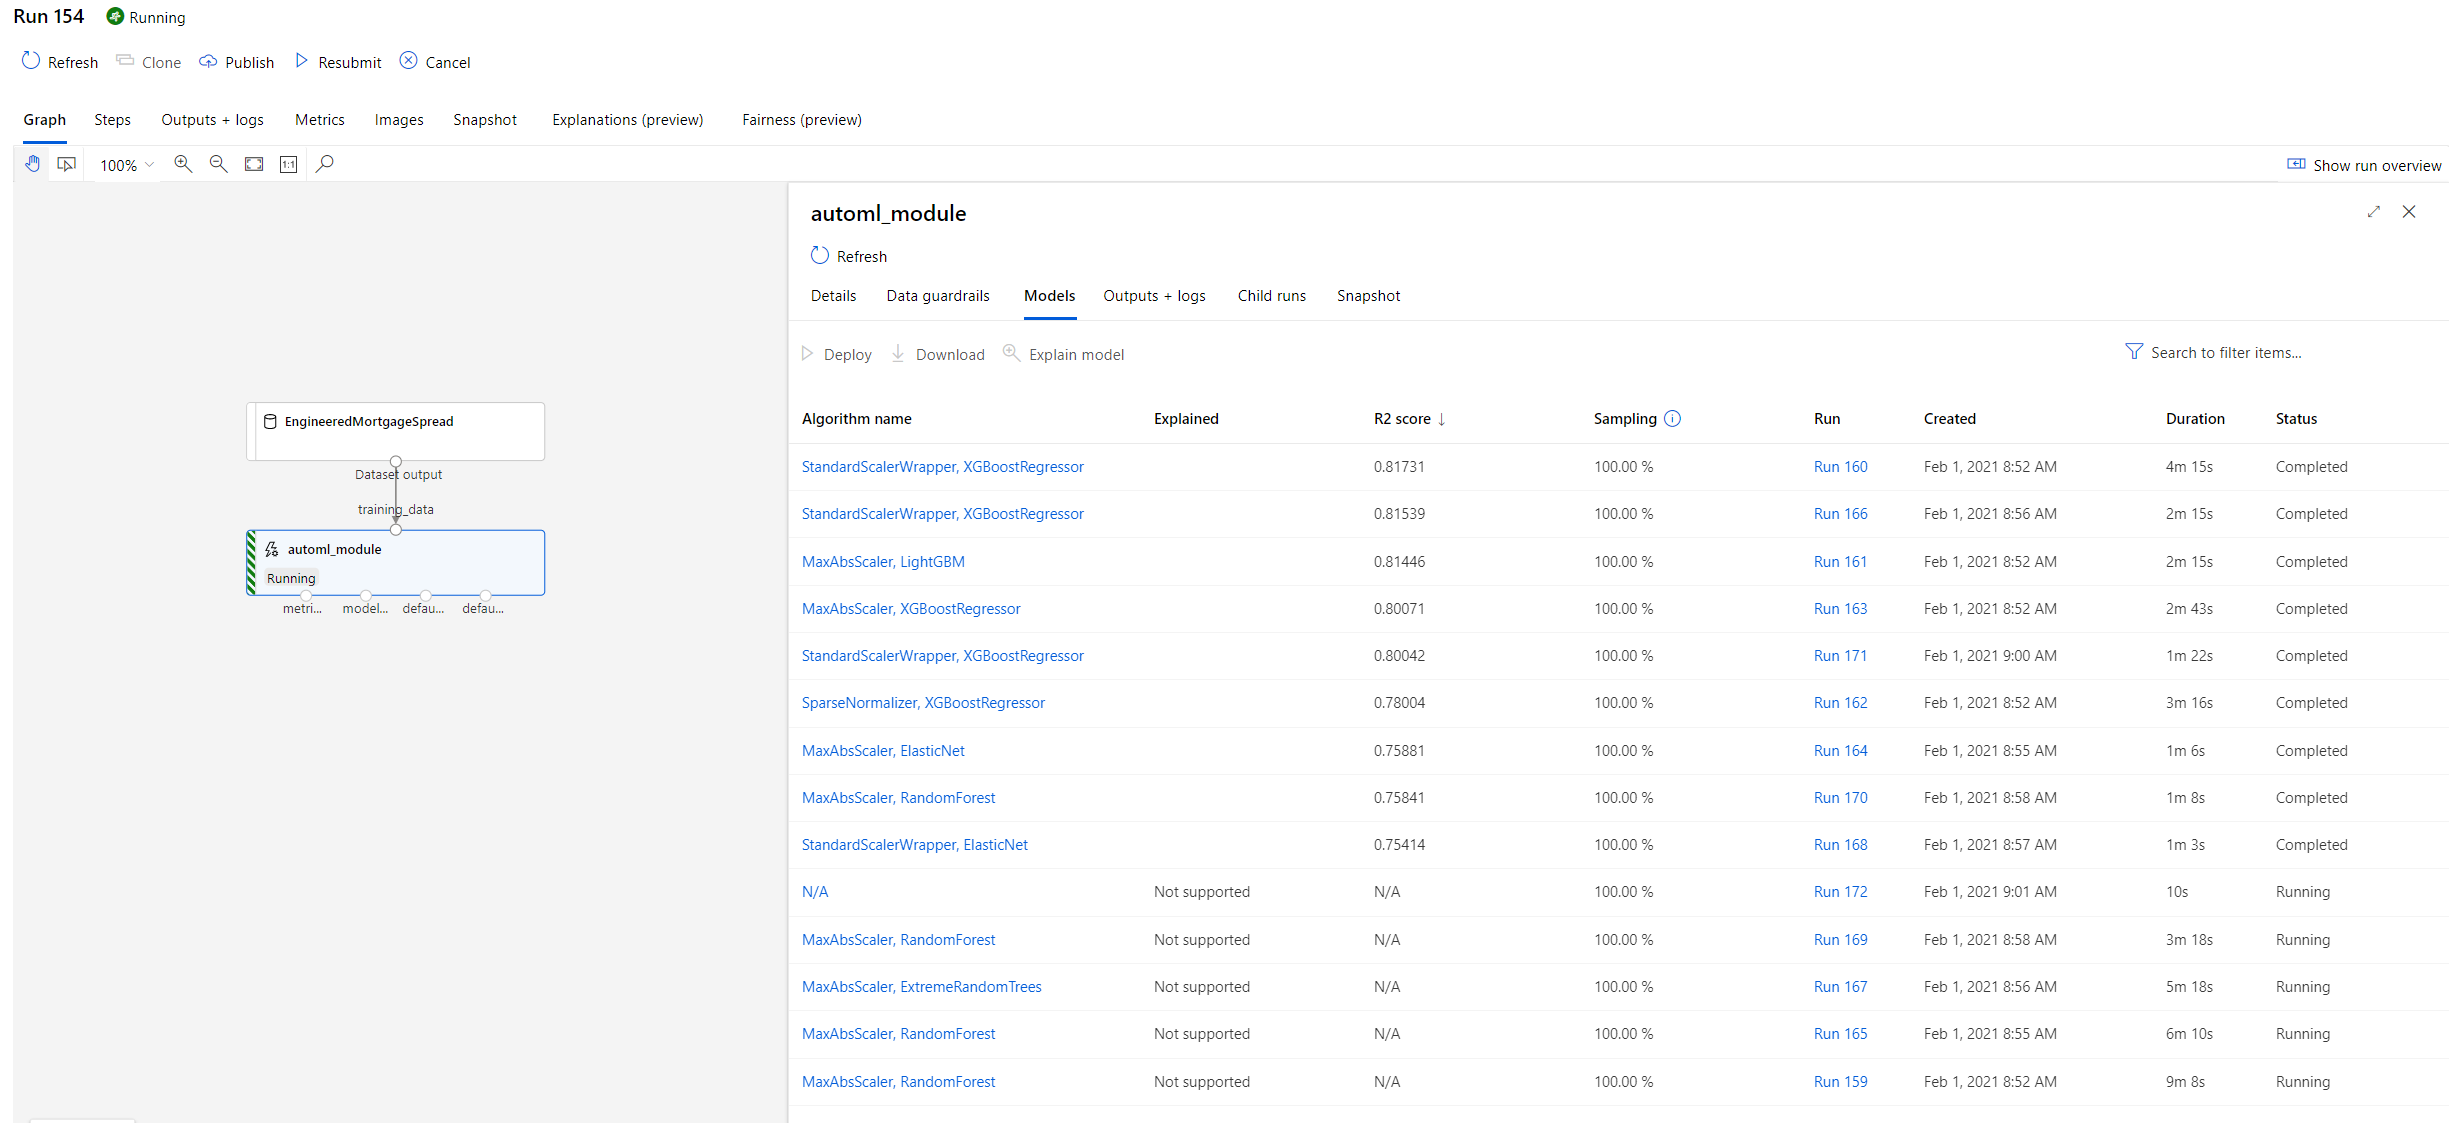 Run 154 Running
Refresh Clone Publish Resubmit Cancel
Graph Steps Outputs + logs Metrics Images Snapshot Explanations (preview) Fairness (preview)
100% 1:1 Show run overview
EngineeredMortgageSpread
Dataset output
training_data
automl_module
Running
metri... model... defau... defau...
automl_module
Refresh
Details Data guardrails Models Outputs + logs Child runs Snapshot
Deploy Download Explain model Search to filter items...
Algorithm name Explained R2 score ↓ Sampling Run Created Duration Status
StandardScalerWrapper, XGBoostRegressor 0.81731 100.00 % Run 160 Feb 1, 2021 8:52 AM 4m 15s Completed
StandardScalerWrapper, XGBoostRegressor 0.81539 100.00 % Run 166 Feb 1, 2021 8:56 AM 2m 15s Completed
MaxAbsScaler, LightGBM 0.81446 100.00 % Run 161 Feb 1, 2021 8:52 AM 2m 15s Completed
MaxAbsScaler, XGBoostRegressor 0.80071 100.00 % Run 163 Feb 1, 2021 8:52 AM 2m 43s Completed
StandardScalerWrapper, XGBoostRegressor 0.80042 100.00 % Run 171 Feb 1, 2021 9:00 AM 1m 22s Completed
SparseNormalizer, XGBoostRegressor 0.78004 100.00 % Run 162 Feb 1, 2021 8:52 AM 3m 16s Completed
MaxAbsScaler, ElasticNet 0.75881 100.00 % Run 164 Feb 1, 2021 8:55 AM 1m 6s Completed
MaxAbsScaler, RandomForest 0.75841 100.00 % Run 170 Feb 1, 2021 8:58 AM 1m 8s Completed
StandardScalerWrapper, ElasticNet 0.75414 100.00 % Run 168 Feb 1, 2021 8:57 AM 1m 3s Completed
N/A Not supported N/A 100.00 % Run 172 Feb 1, 2021 9:01 AM 10s Running
MaxAbsScaler, RandomForest Not supported N/A 100.00 % Run 169 Feb 1, 2021 8:58 AM 3m 18s Running
MaxAbsScaler, ExtremeRandomTrees Not supported N/A 100.00 % Run 167 Feb 1, 2021 8:56 AM 5m 18s Running
MaxAbsScaler, RandomForest Not supported N/A 100.00 % Run 165 Feb 1, 2021 8:55 AM 6m 10s Running
MaxAbsScaler, RandomForest Not supported N/A 100.00 % Run 159 Feb 1, 2021 8:52 AM 9m 8s Running